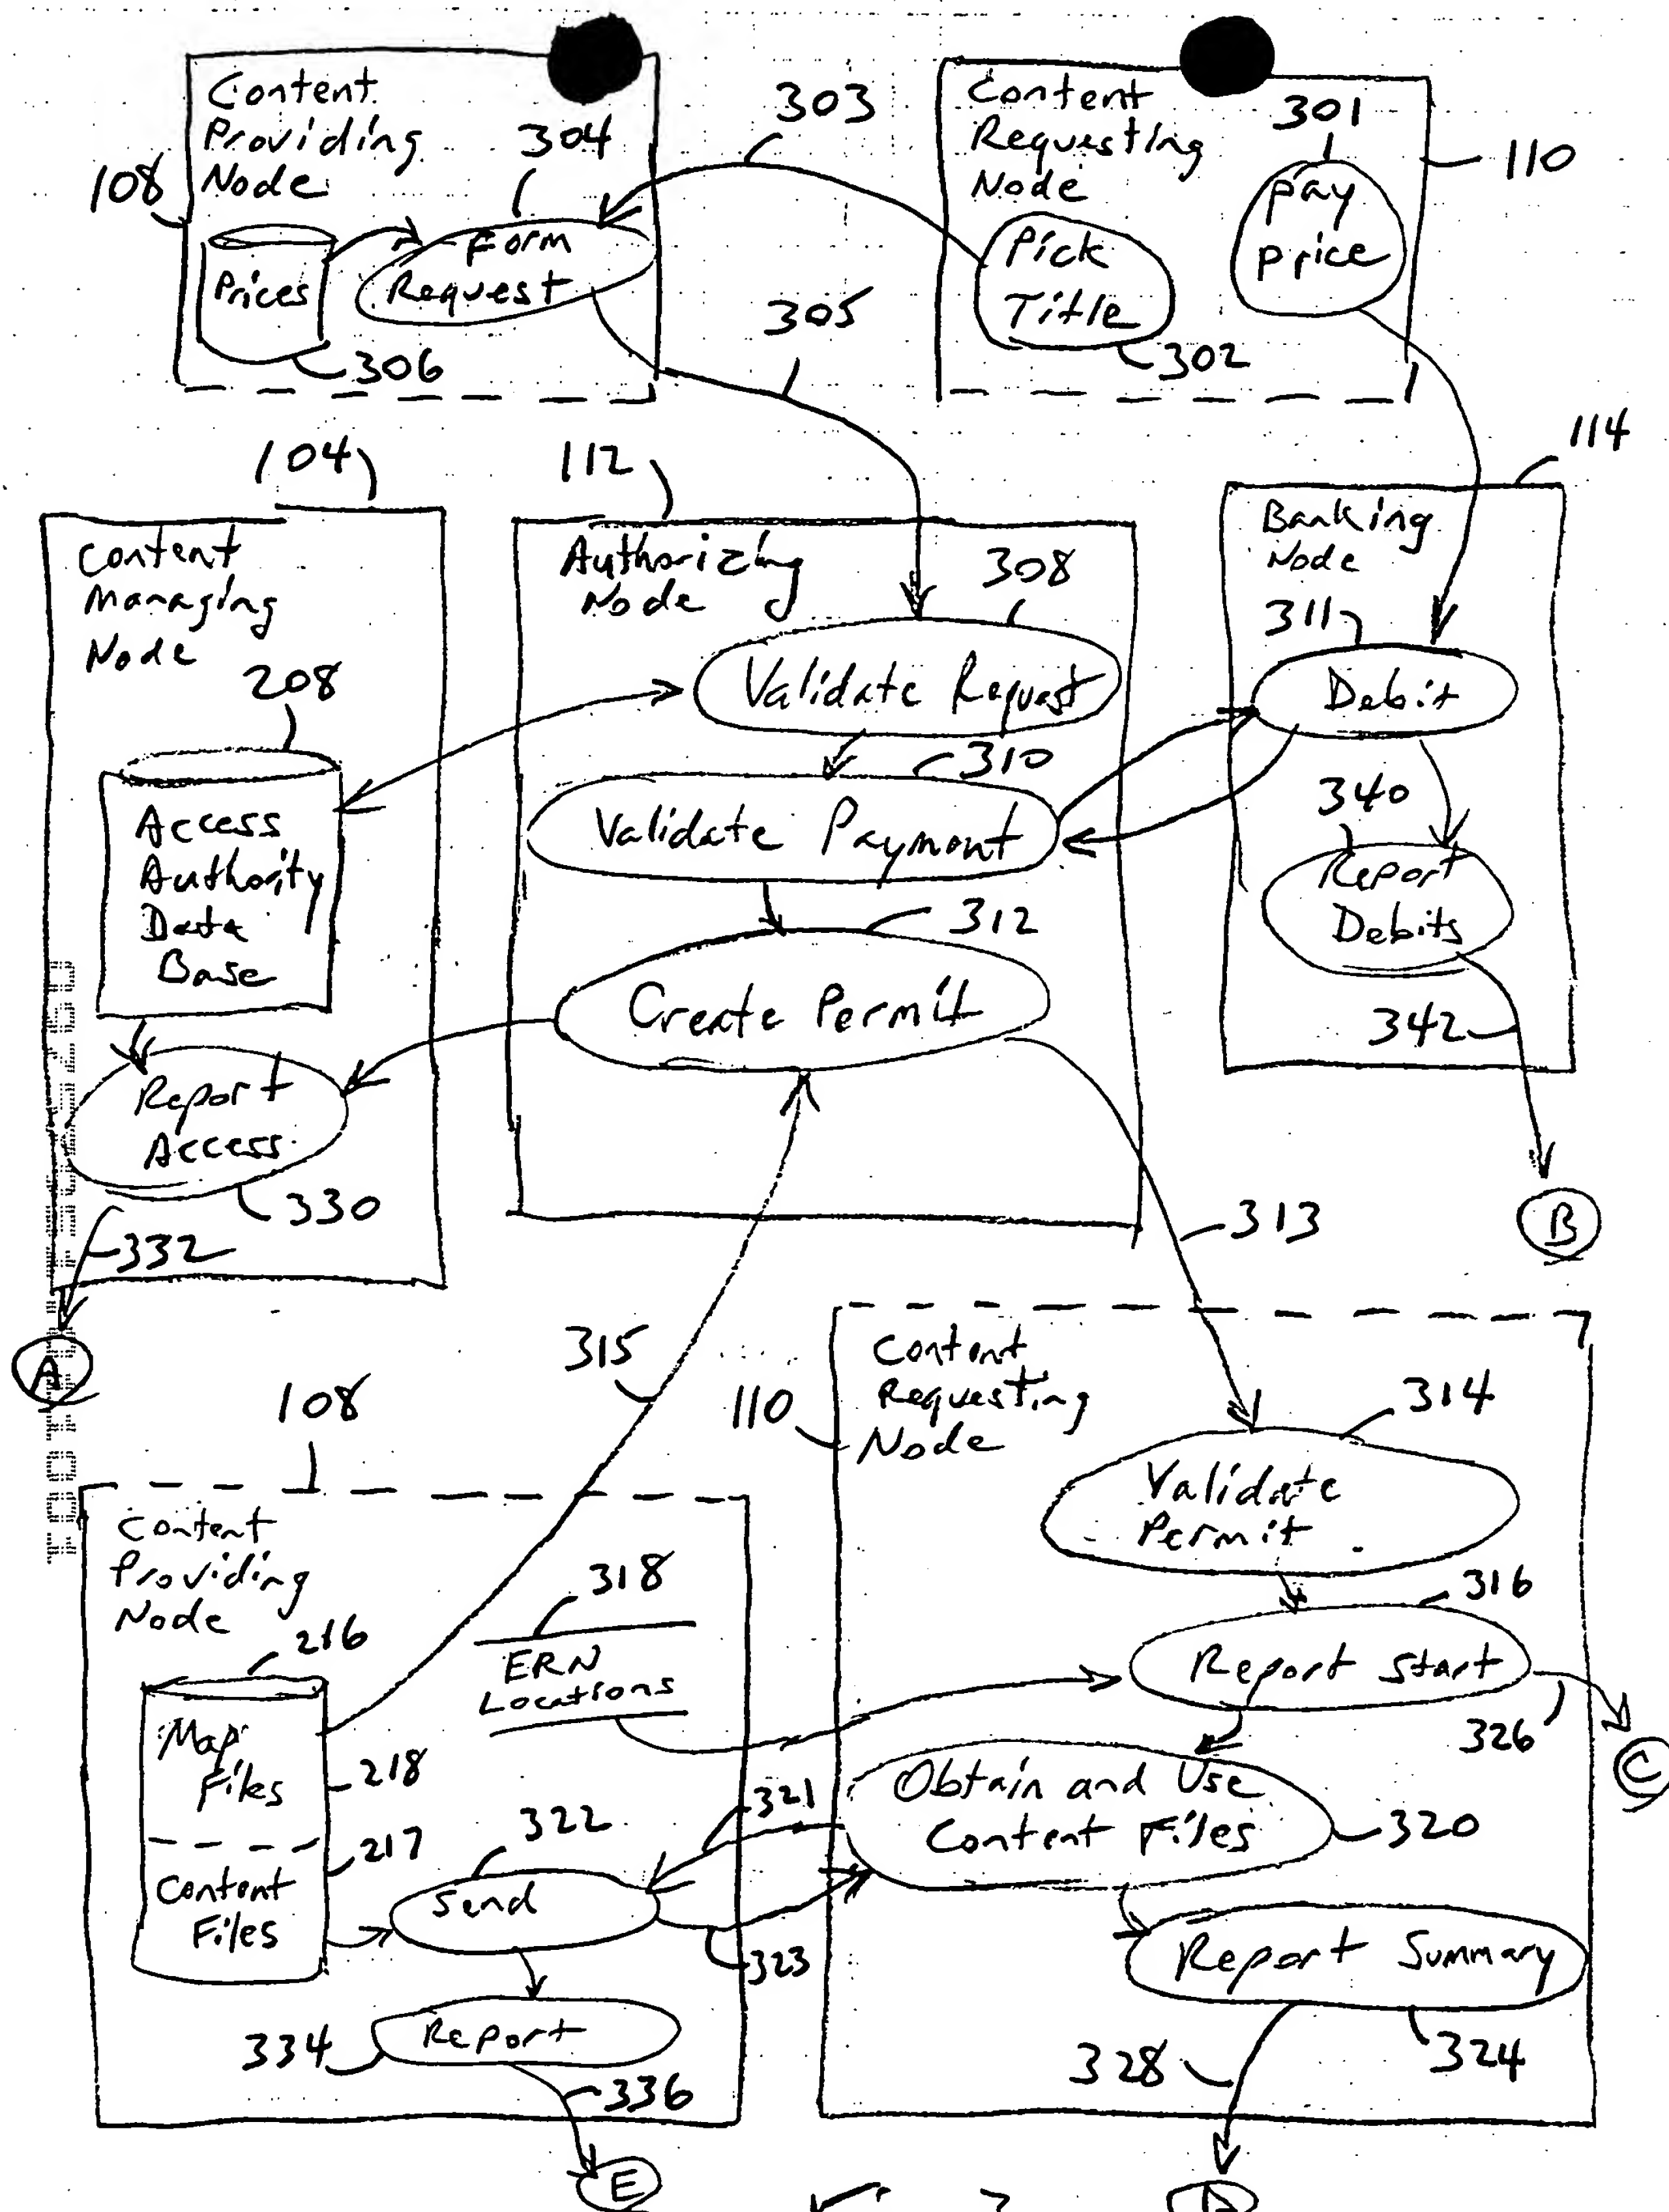 Content
Providing
Node
304
108
Form
Request
Prices
306
303
305
Content
Requesting
Node
301
pay
price
110
Pick
Title
302
104
Content
Managing
Node
208
Access
Authority
Data
Base
Report
Access
330
332
A
112
Authorizing
Node
308
Validate Request
310
Validate Payment
312
Create Permit
313
315
114
Banking
Node
311
Debit
340
Report
Debits
342
B
108
Content
Providing
Node
216
Map
Files
218
217
Content
Files
318
ERN
Locations
322
Send
321
323
334
Report
336
E
110
Content
Requesting
Node
314
Validate
Permit
316
Report Start
326
C
Obtain and Use
Content Files
320
Report Summary
324
328